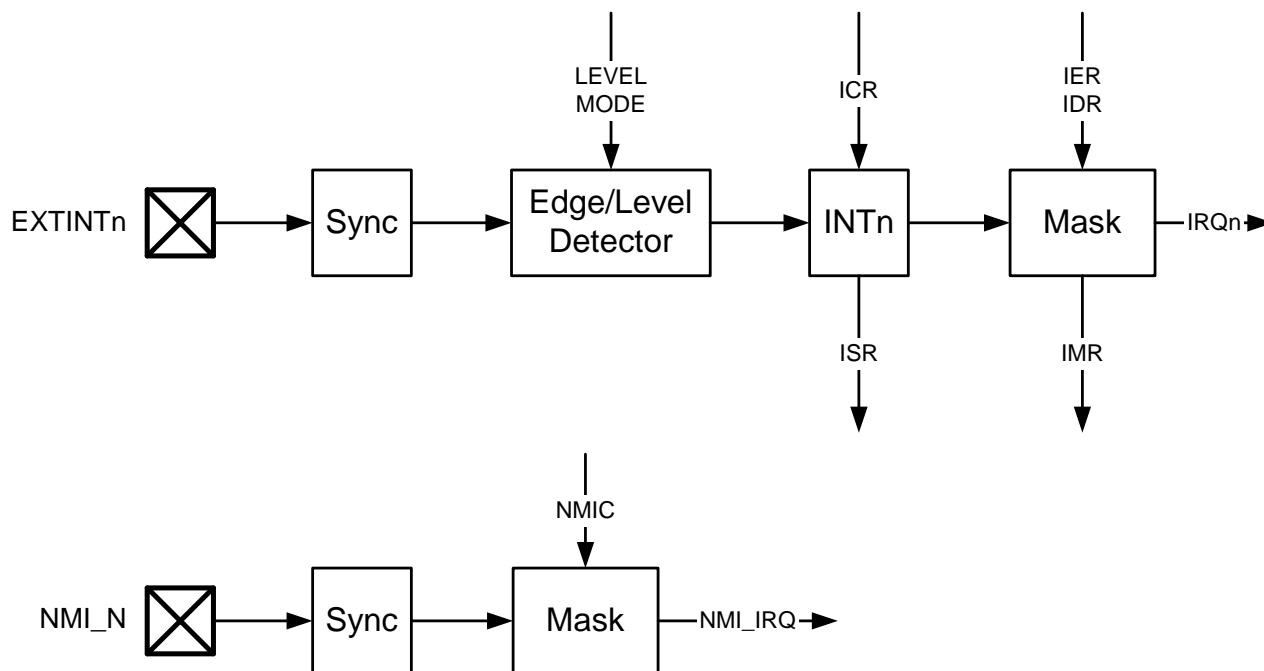 LEVEL
MODE
ICR
IER
IDR
EXTINTn
Sync
Edge/Level
Detector
INTn
Mask
IRQn
ISR
IMR
NMIC
NMI_N
Sync
Mask
NMI_IRQ